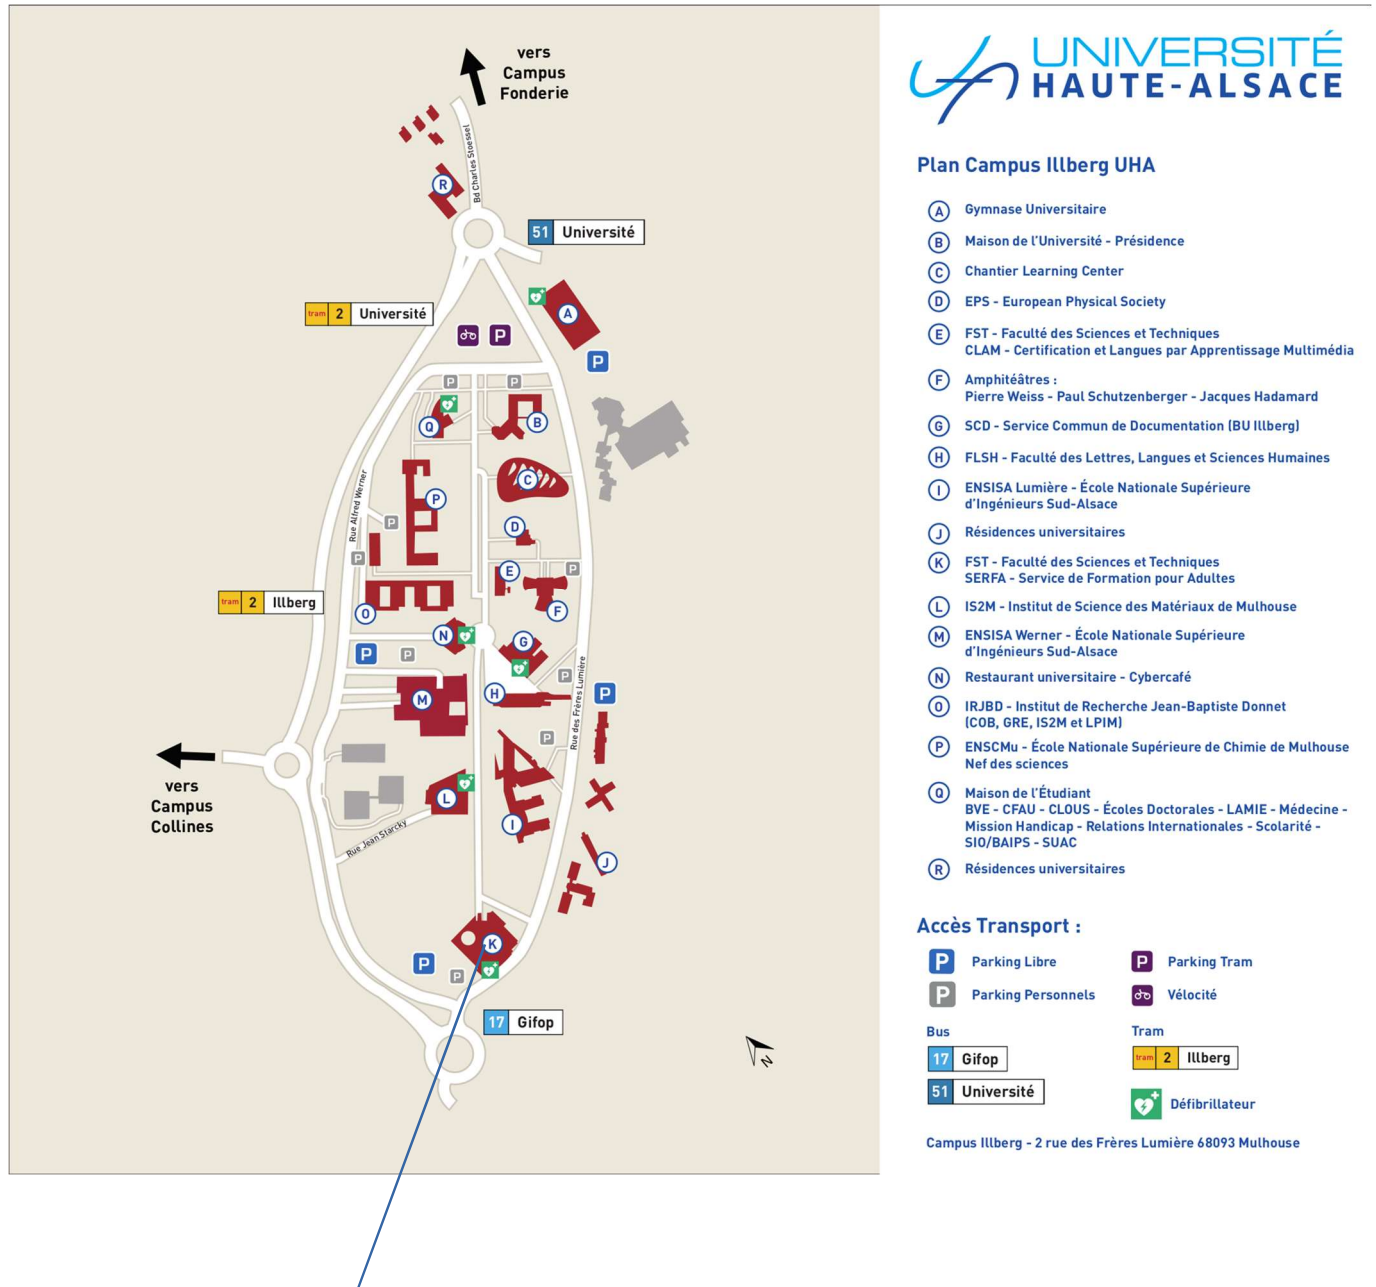 vers
Campus
Fonderie
Bd Charles Stoessel
R
51 Université
A
tram 2 Université
P
P
P
P
Q
B
C
P
Rue Alfred Werner
P
D
P
E
P
F
tram 2 Illberg
O
N
G
P
P
P
H
P
M
Rue des Frères Lumière
P
vers
Campus
Collines
L
I
Rue Jean Starcky
J
K
P
P
17 Gifop
N
UNIVERSITÉ
HAUTE-ALSACE
Plan Campus Illberg UHA
A Gymnase Universitaire
B Maison de l'Université - Présidence
C Chantier Learning Center
D EPS - European Physical Society
E FST - Faculté des Sciences et Techniques
CLAM - Certification et Langues par Apprentissage Multimédia
F Amphitéâtres :
Pierre Weiss - Paul Schutzenberger - Jacques Hadamard
G SCD - Service Commun de Documentation (BU Illberg)
H FLSH - Faculté des Lettres, Langues et Sciences Humaines
I ENSISA Lumière - École Nationale Supérieure
d'Ingénieurs Sud-Alsace
J Résidences universitaires
K FST - Faculté des Sciences et Techniques
SERFA - Service de Formation pour Adultes
L IS2M - Institut de Science des Matériaux de Mulhouse
M ENSISA Werner - École Nationale Supérieure
d'Ingénieurs Sud-Alsace
N Restaurant universitaire - Cybercafé
O IRJBD - Institut de Recherche Jean-Baptiste Donnet
(COB, GRE, IS2M et LPIM)
P ENSCMu - École Nationale Supérieure de Chimie de Mulhouse
Nef des sciences
Q Maison de l'Étudiant
BVE - CFAU - CLOUS - Écoles Doctorales - LAMIE - Médecine -
Mission Handicap - Relations Internationales - Scolarité -
SIO/BAIPS - SUAC
R Résidences universitaires
Accès Transport :
P Parking Libre
P Parking Tram
P Parking Personnels
Vélocité
Bus
Tram
17 Gifop
tram 2 Illberg
51 Université
Défibrillateur
Campus Illberg - 2 rue des Frères Lumière 68093 Mulhouse